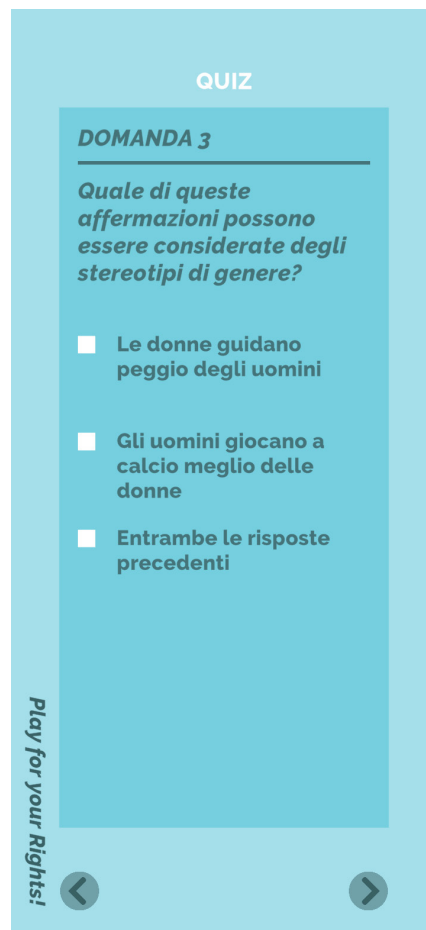 QUIZ
DOMANDA 3
Quale di queste
affermazioni possono
essere considerate degli
stereotipi di genere?
Le donne guidano
peggio degli uomini
Gli uomini giocano a
calcio meglio delle
donne
Entrambe le risposte
precedenti
Play for your Rights!